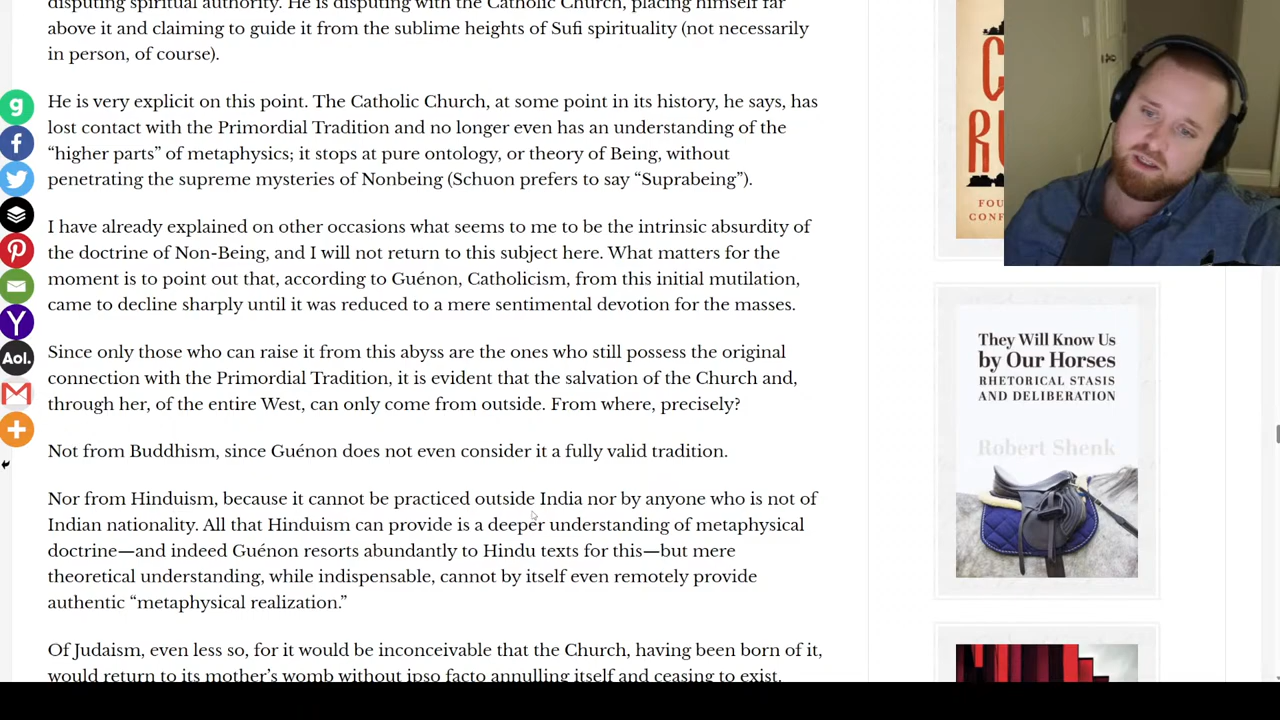 disputing spiritual authority. He is disputing with the Catholic Church, placing himself far
above it and claiming to guide it from the sublime heights of Sufi spirituality (not necessarily
in person, of course).
He is very explicit on this point. The Catholic Church, at some point in its history, he says, has
lost contact with the Primordial Tradition and no longer even has an understanding of the
“higher parts” of metaphysics; it stops at pure ontology, or theory of Being, without
penetrating the supreme mysteries of Nonbeing (Schuon prefers to say “Suprabeing”).
I have already explained on other occasions what seems to me to be the intrinsic absurdity of
the doctrine of Non-Being, and I will not return to this subject here. What matters for the
moment is to point out that, according to Guénon, Catholicism, from this initial mutilation,
came to decline sharply until it was reduced to a mere sentimental devotion for the masses.
Since only those who can raise it from this abyss are the ones who still possess the original
connection with the Primordial Tradition, it is evident that the salvation of the Church and,
through her, of the entire West, can only come from outside. From where, precisely?
Not from Buddhism, since Guénon does not even consider it a fully valid tradition.
Nor from Hinduism, because it cannot be practiced outside India nor by anyone who is not of
Indian nationality. All that Hinduism can provide is a deeper understanding of metaphysical
doctrine—and indeed Guénon resorts abundantly to Hindu texts for this—but mere
theoretical understanding, while indispensable, cannot by itself even remotely provide
authentic “metaphysical realization.”
Of Judaism, even less so, for it would be inconceivable that the Church, having been born of it,
would return to its mother’s womb without ipso facto annulling itself and ceasing to exist.
g
Aol.
C
R
FOU
CONF
They Will Know Us
by Our Horses
RHETORICAL STASIS
AND DELIBERATION
Robert Shenk